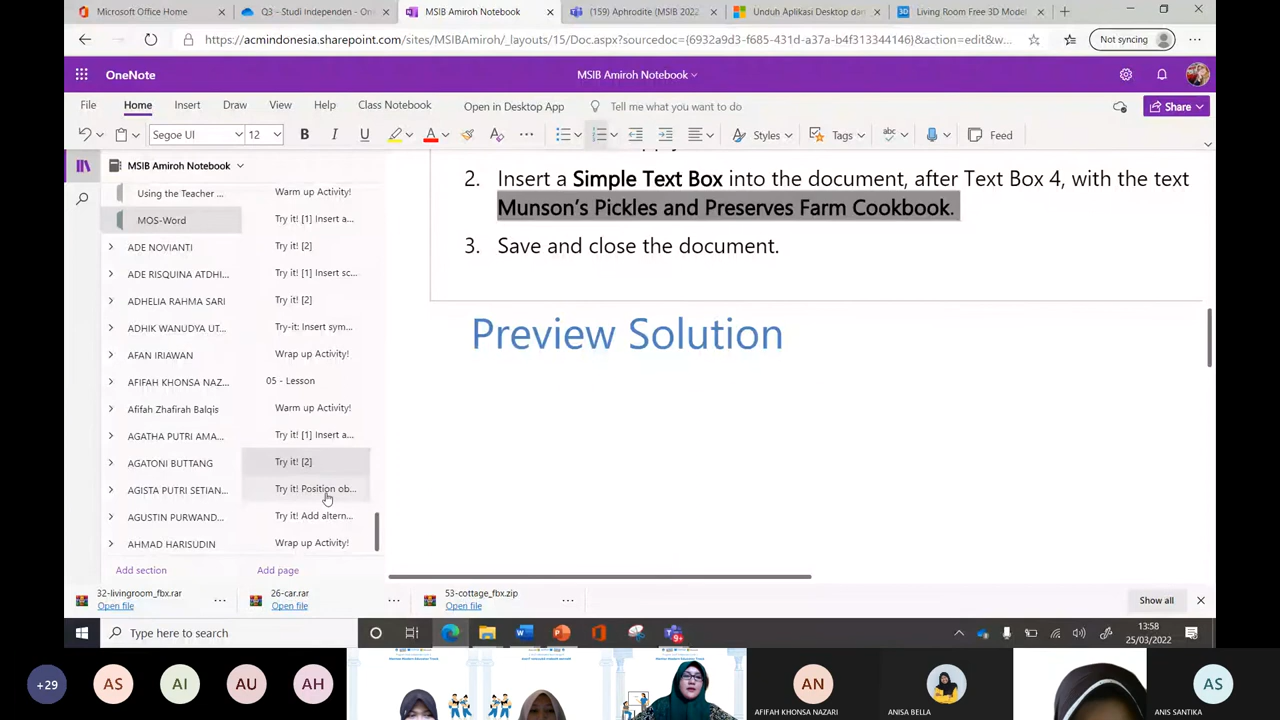 Microsoft Office Home
Q3 – Studi Independen - On
MSIB Amiroh Notebook
(159) Aphrodite (MSIB 2022
Unduh Aplikasi Desktop dan
Living Room Free 3D Model
https://acmindonesia.sharepoint.com/sites/MSIBAmiroh/_layouts/15/Doc.aspx?sourcedoc={6932a9d3-f685-431d-a37a-b4f313344146}&action=edit&w...
Not syncing
OneNote
MSIB Amiroh Notebook
File
Home
Insert
Draw
View
Help
Class Notebook
Open in Desktop App
Tell me what you want to do
Share
Segoe UI
12
B
I
U
A
Styles
Tags
Feed
MSIB Amiroh Notebook
Using the Teacher ...
MOS-Word
ADE NOVIANTI
ADE RISQUINA ATDHI...
ADHELIA RAHMA SARI
ADHIK WANUDYA UT...
AFAN IRIAWAN
AFIFAH KHONSA NAZ...
Afifah Zhafirah Balqis
AGATHA PUTRI AMA...
AGATONI BUTTANG
AGISTA PUTRI SETIAN...
AGUSTIN PURWAND...
AHMAD HARISUDIN
Add section
Warm up Activity!
Try it! [1] Insert a...
Try it! [2]
Try it! [1] Insert sc...
Try it! [2]
Try-it: Insert sym...
Wrap up Activity!
05 - Lesson
Warm up Activity!
Try it! [1] Insert a...
Try it! [2]
Try it! Position ob...
Try it! Add altern...
Wrap up Activity!
Add page
2. Insert a Simple Text Box into the document, after Text Box 4, with the text
Munson's Pickles and Preserves Farm Cookbook.
3. Save and close the document.
Preview Solution
32-livingroom_fbx.rar
Open file
26-car.rar
Open file
53-cottage_fbx.zip
Open file
Show all
Type here to search
13:58
25/03/2022
+29
AS
AI
AU
AH
AN
AFIFAH KHONSA NAZARI
ANISA BELLA
AS
ANIS SANTIKA